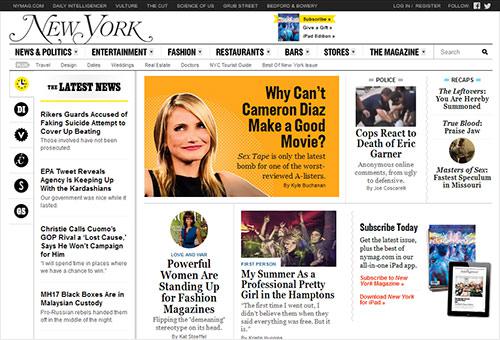 NYMAG.COM DAILY INTELLIGENCER VULTURE THE CUT SCIENCE OF US GRUB STREET BEDFORD & BOWERY LOG IN / REGISTER FOLLOW
NEW YORK
Subscribe »
Give a Gift »
iPad Edition »
NEWS & POLITICS ENTERTAINMENT FASHION RESTAURANTS BARS STORES THE MAGAZINE Search
PLUS Travel Design Dates Weddings Real Estate Doctors NYC Tourist Guide Best Of New York Issue
THE LATEST NEWS
Rikers Guards Accused of
Faking Suicide Attempt to
Cover Up Beating
Those involved have not been
prosecuted.
EPA Tweet Reveals
Agency Is Keeping Up
With the Kardashians
Our government was nice while it
lasted.
Christie Calls Cuomo's
GOP Rival a 'Lost Cause,'
Says He Won't Campaign
for Him
"I will spend time in places where
we have a chance to win."
MH17 Black Boxes Are in
Malaysian Custody
Pro-Russian rebels handed them
off in the middle of the night.
DI
V
C
S
GS
Why Can't
Cameron Diaz
Make a Good
Movie?
Sex Tape is only the latest
bomb for one of the worst-
reviewed A-listers.
By Kyle Buchanan
POLICE
Cops React to
Death of Eric
Garner
Anonymous online
comments, from ugly
to defensive.
By Joe Coscarelli
RECAPS
The Leftovers:
You Are Hereby
Summoned
True Blood:
Praise Jaw
Masters of Sex:
Fastest Speculum
in Missouri
LOVE AND WAR
Powerful
Women Are
Standing Up
for Fashion
Magazines
Flipping the "demeaning"
stereotype on its head.
By Kat Stoeffel
FIRST PERSON
My Summer As a
Professional Pretty
Girl in the Hamptons
"The first time I went out, I
didn't believe them when they
said everything was free. But it
is."
Subscribe Today
Get the latest issue,
plus the best of
nymag.com in our
all-in-one iPad app.
Subscribe to New
York Magazine »
Download New York
for iPad »